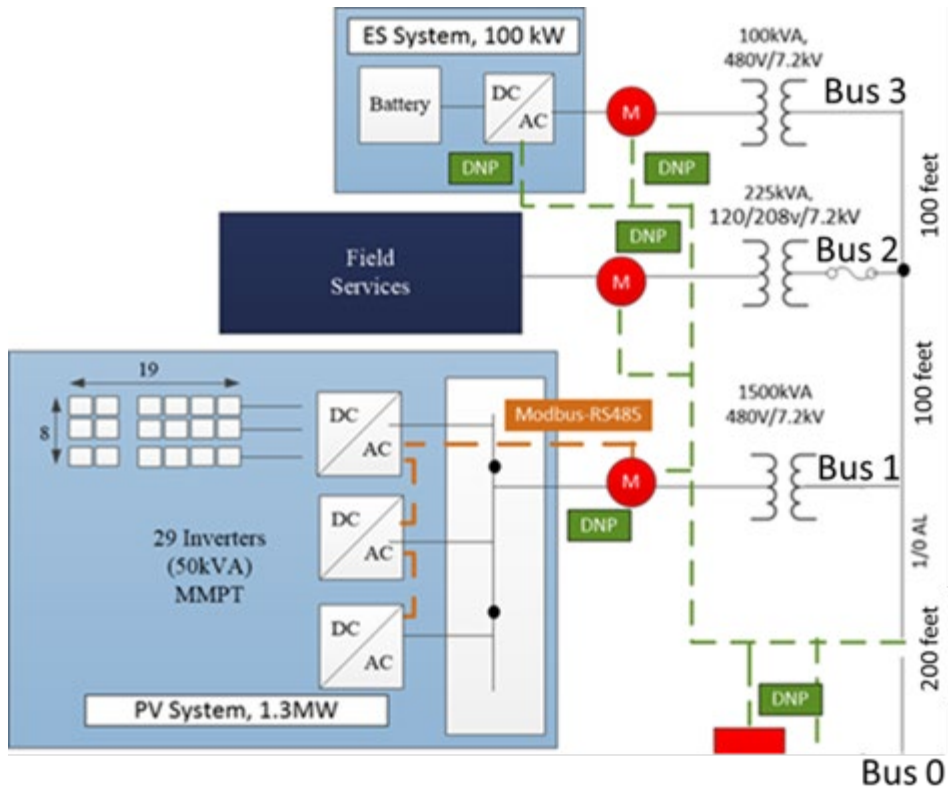 ES System, 100 kW
Battery
DC
AC
M
DNP
DNP
100kVA,
480V/7.2kV
Bus 3
100 feet
Field
Services
DNP
M
225kVA,
120/208v/7.2kV
Bus 2
100 feet
19
8
DC
AC
DC
AC
DC
AC
29 Inverters
(50kVA)
MMPT
PV System, 1.3MW
Modbus-RS485
M
DNP
1500kVA
480V/7.2kV
Bus 1
1/0 AL
200 feet
DNP
Bus 0